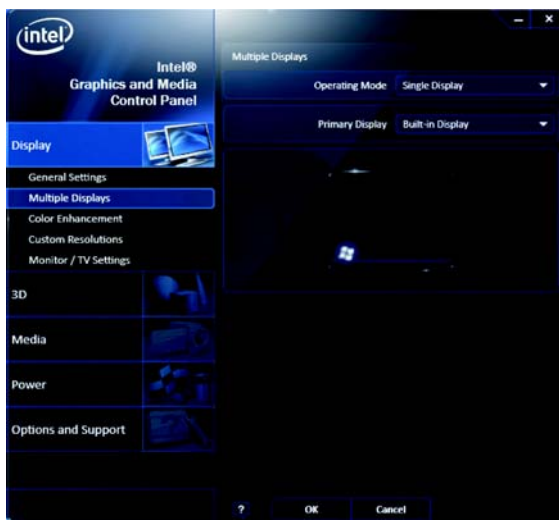 intel
Intel®
Graphics and Media
Control Panel
Display
General Settings
Multiple Displays
Color Enhancement
Custom Resolutions
Monitor / TV Settings
3D
Media
Power
Options and Support
Multiple Displays
Operating Mode Single Display
Primary Display Built-in Display
? OK Cancel